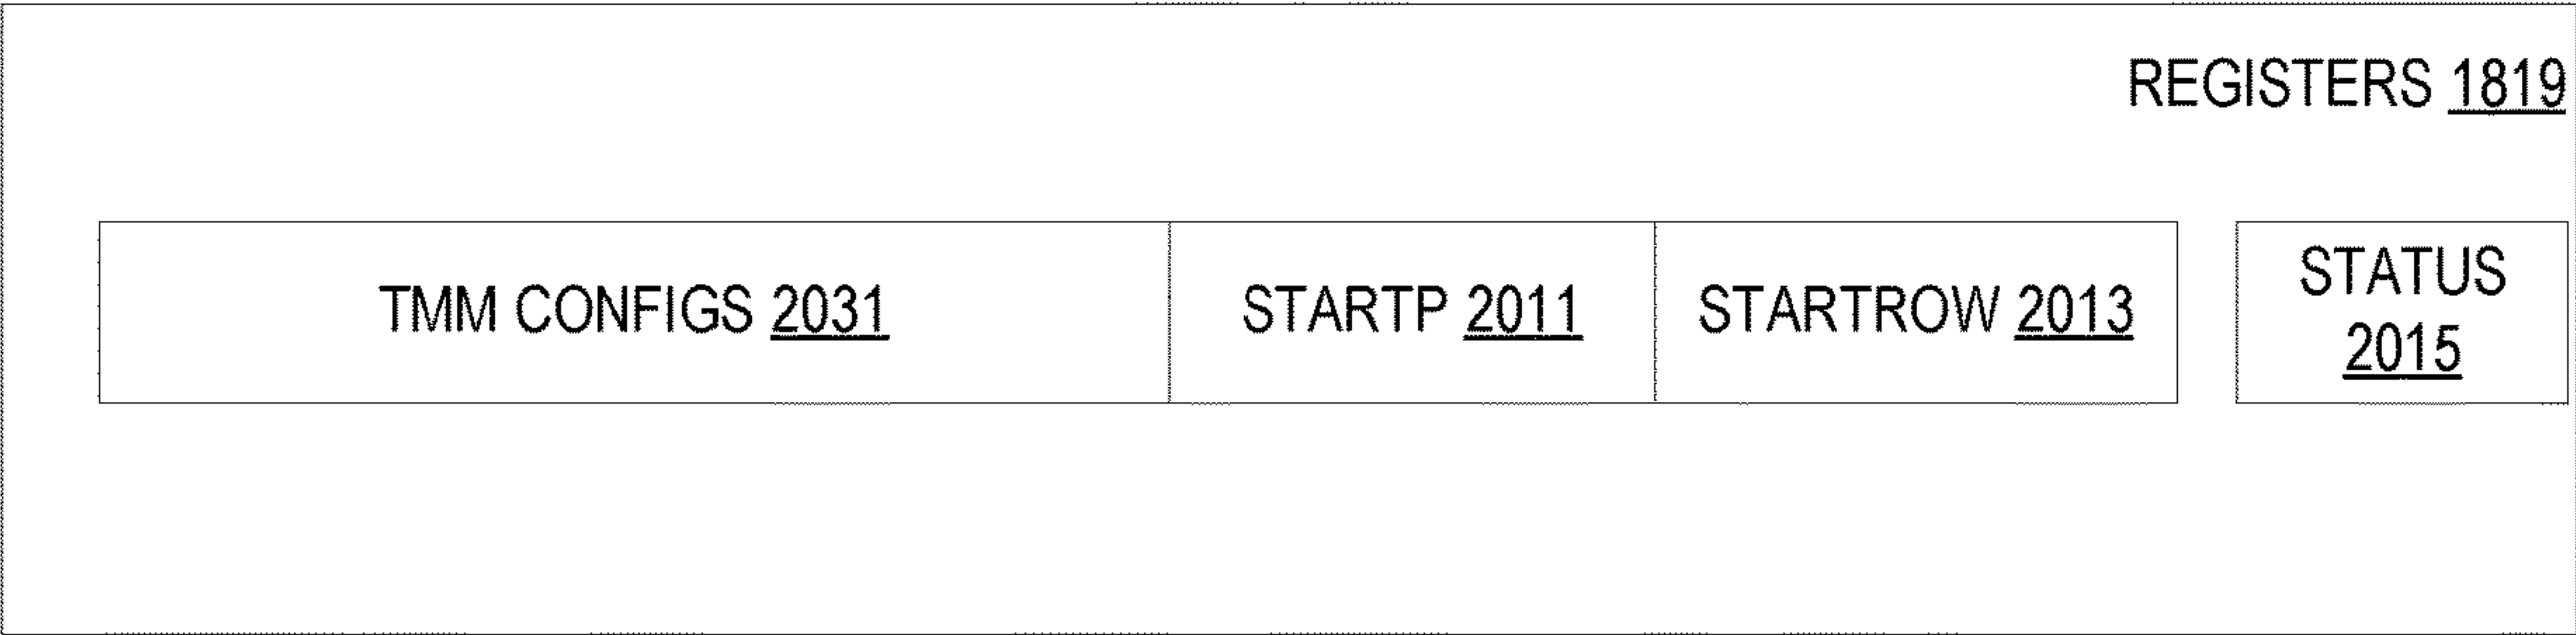 REGISTERS 1819
TMM CONFIGS 2031
STARTP 2011
STARTROW 2013
STATUS
2015